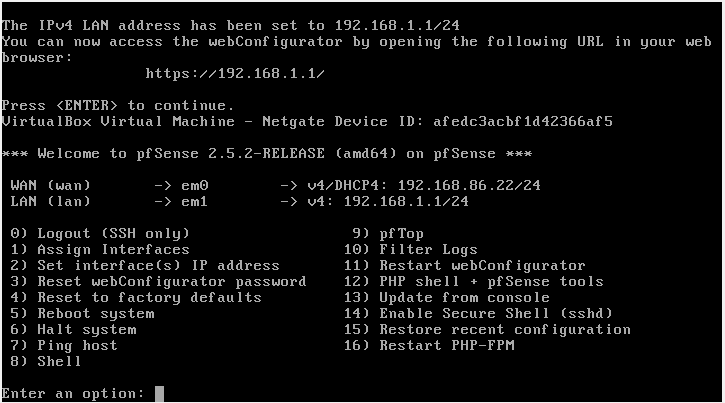 The IPv4 LAN address has been set to 192.168.1.1/24
You can now access the webConfigurator by opening the following URL in your web
browser:
https://192.168.1.1/
Press <ENTER> to continue.
VirtualBox Virtual Machine - Netgate Device ID: afedc3acbf1d42366af5
*** Welcome to pfSense 2.5.2-RELEASE (amd64) on pfSense ***
WAN (wan) -> em0 -> v4/DHCP4: 192.168.86.22/24
LAN (lan) -> em1 -> v4: 192.168.1.1/24
0) Logout (SSH only) 9) pfTop
1) Assign Interfaces 10) Filter Logs
2) Set interface(s) IP address 11) Restart webConfigurator
3) Reset webConfigurator password 12) PHP shell + pfSense tools
4) Reset to factory defaults 13) Update from console
5) Reboot system 14) Enable Secure Shell (sshd)
6) Halt system 15) Restore recent configuration
7) Ping host 16) Restart PHP-FPM
8) Shell
Enter an option: